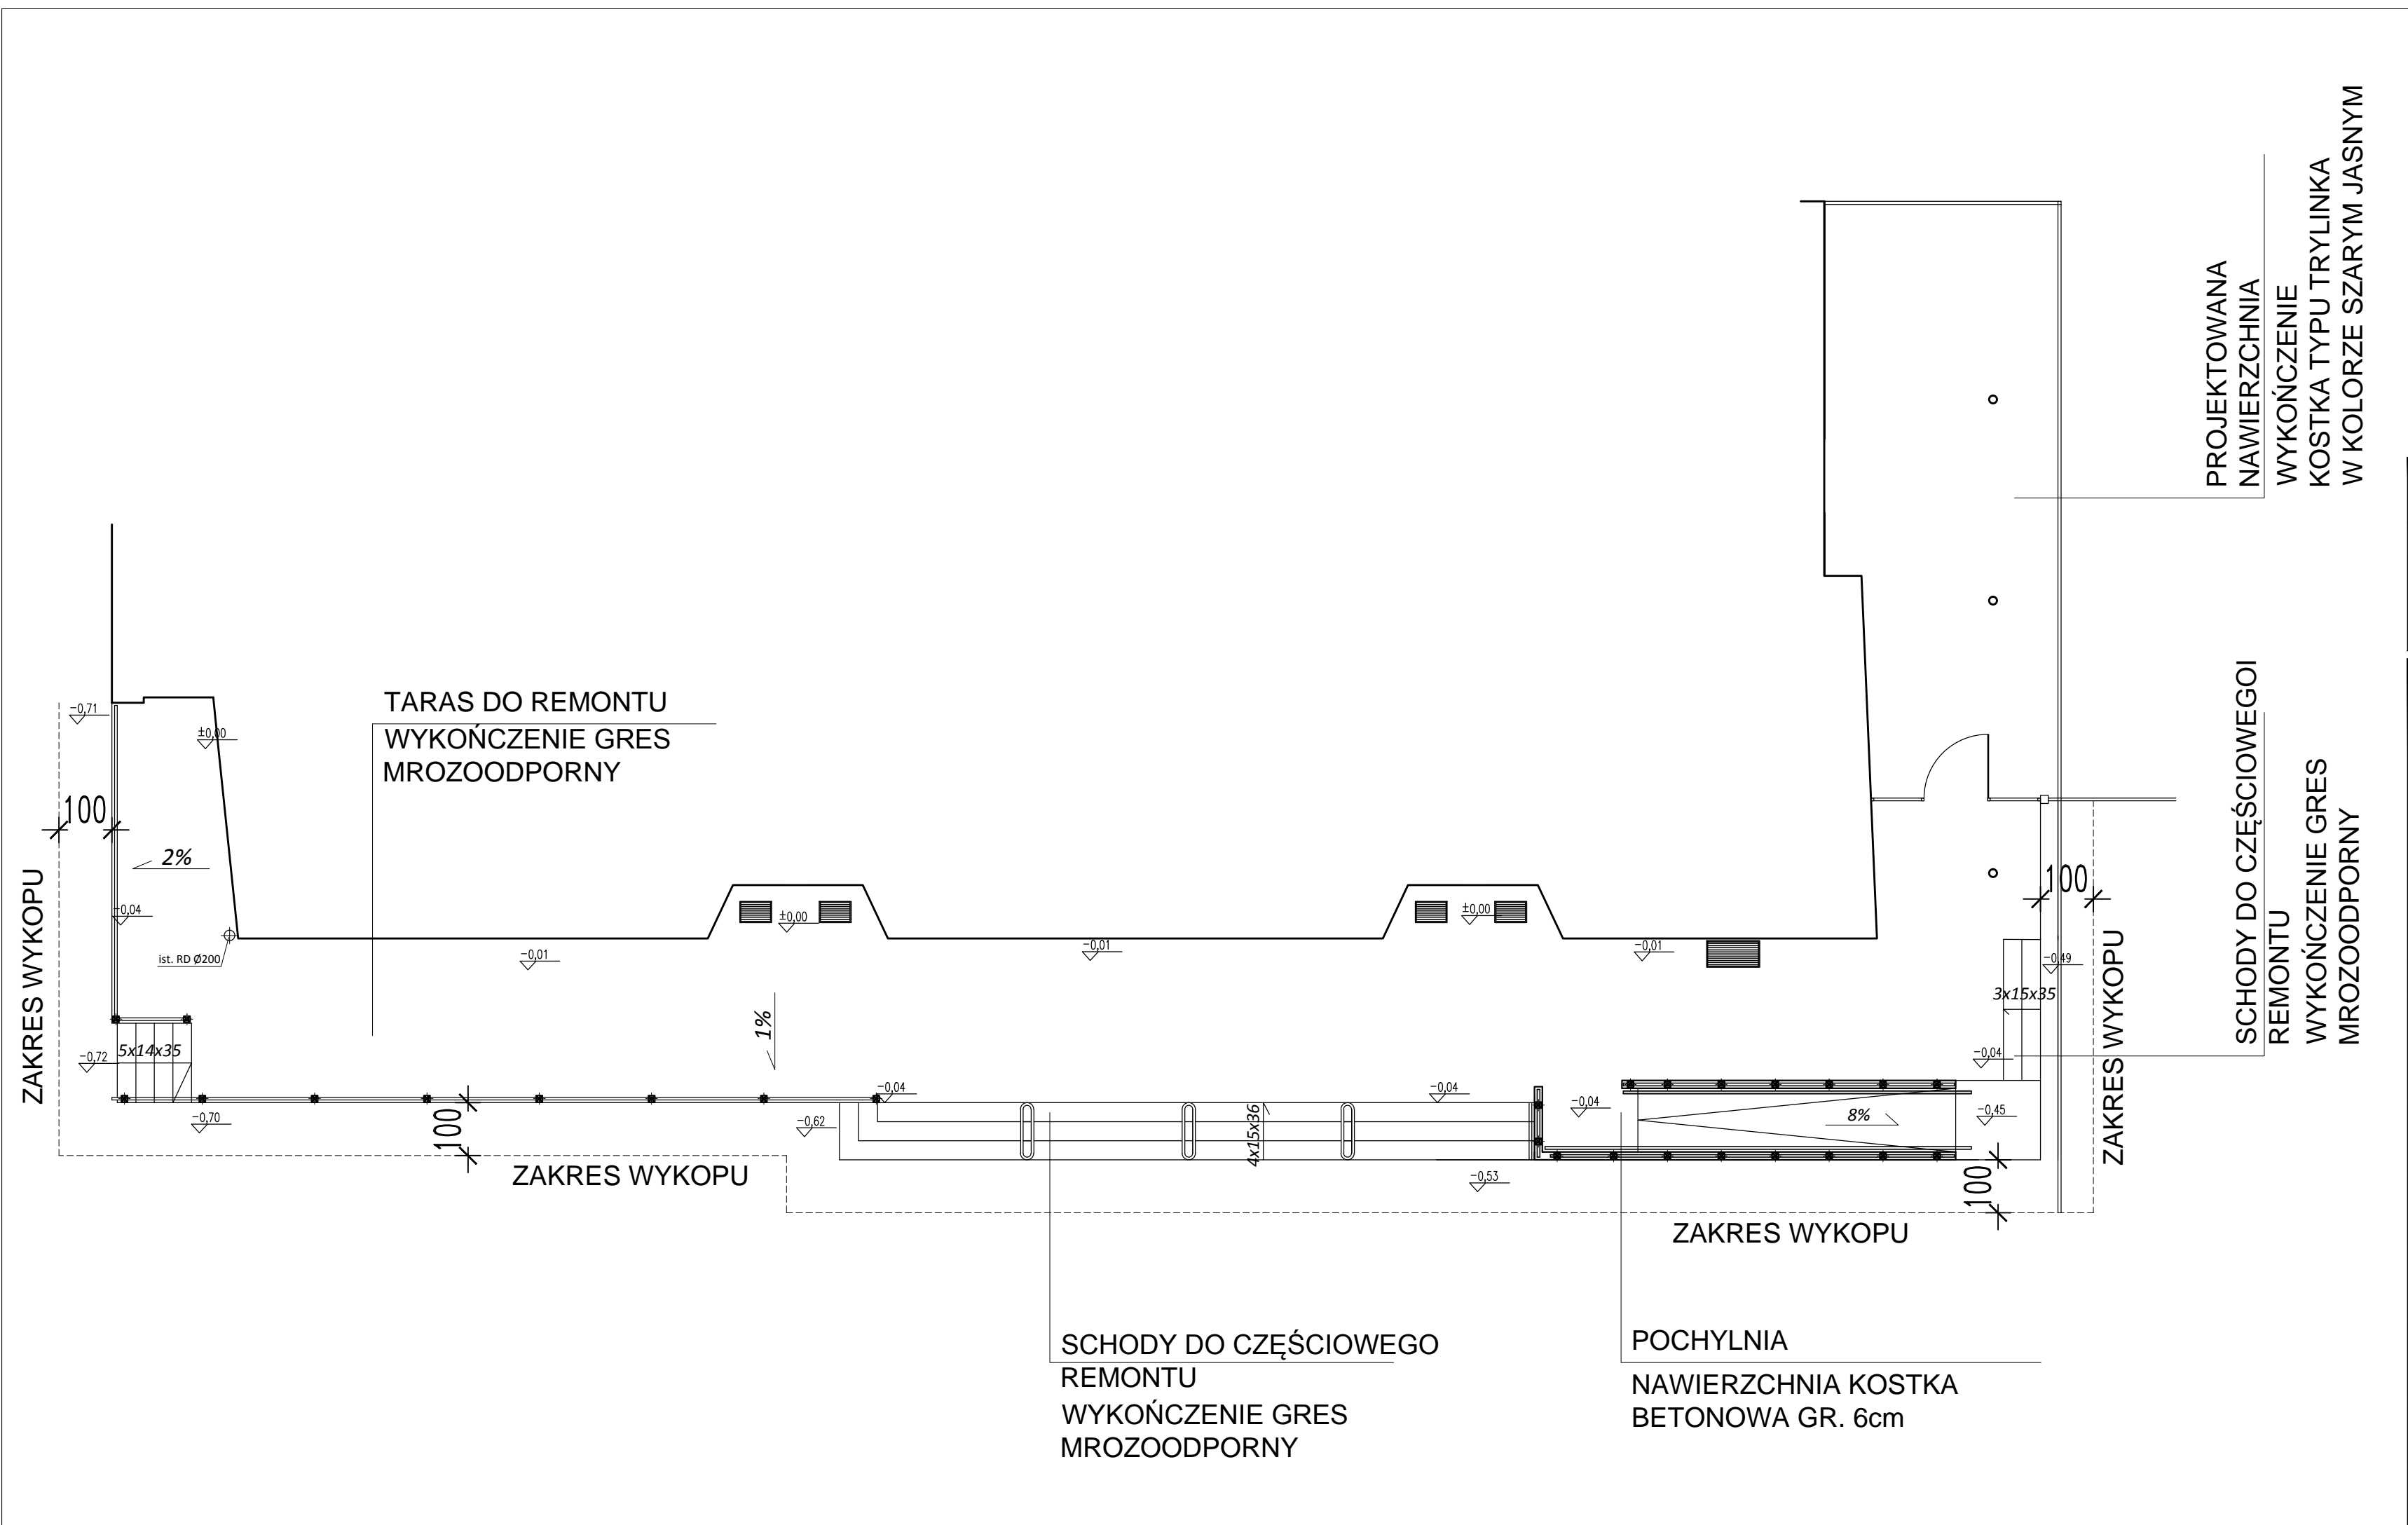 PROJEKTOWANA
NAWIERZCHNIA
WYKOŃCZENIE
KOSTKA TYPU TRYLINKA
W KOLORZE SZARYM JASNYM
SCHODY DO CZĘŚCIOWEGOI
REMONTU
WYKOŃCZENIE GRES
MROZOODPORNY
TARAS DO REMONTU
WYKOŃCZENIE GRES
MROZOODPORNY
-0,71
±0,00
100
2%
-0,04
ist. RD Ø200
ZAKRES WYKOPU
-0,01
±0,00
-0,01
±0,00
-0,01
100
-0,49
3x15x35
-0,04
ZAKRES WYKOPU
1%
-0,72
5x14x35
-0,70
100
ZAKRES WYKOPU
-0,62
-0,04
4x15x36
-0,04
-0,53
-0,04
8%
-0,45
100
ZAKRES WYKOPU
SCHODY DO CZĘŚCIOWEGO
REMONTU
WYKOŃCZENIE GRES
MROZOODPORNY
POCHYLNIA
NAWIERZCHNIA KOSTKA
BETONOWA GR. 6cm